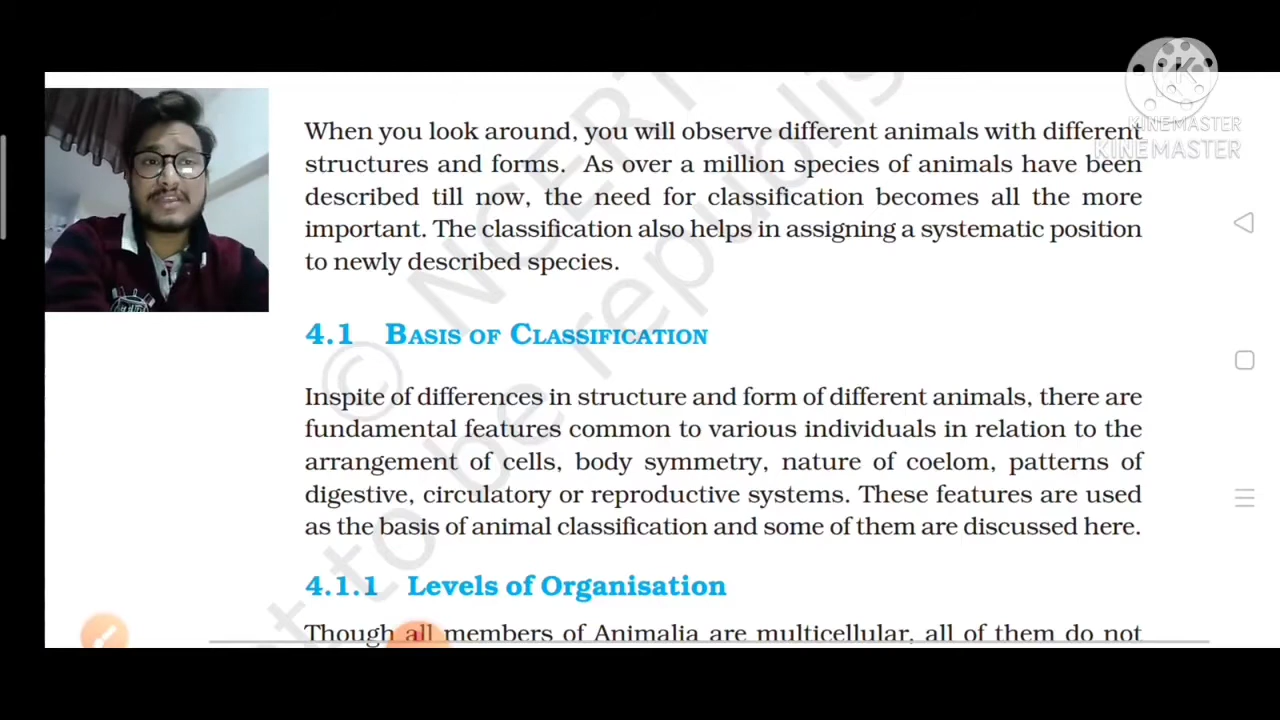 KINEMASTER
KINEMASTER
When you look around, you will observe different animals with different
structures and forms. As over a million species of animals have been
described till now, the need for classification becomes all the more
important. The classification also helps in assigning a systematic position
to newly described species.
4.1 BASIS OF CLASSIFICATION
Inspite of differences in structure and form of different animals, there are
fundamental features common to various individuals in relation to the
arrangement of cells, body symmetry, nature of coelom, patterns of
digestive, circulatory or reproductive systems. These features are used
as the basis of animal classification and some of them are discussed here.
4.1.1 Levels of Organisation
Though all members of Animalia are multicellular, all of them do not
© NCERT
to be republis